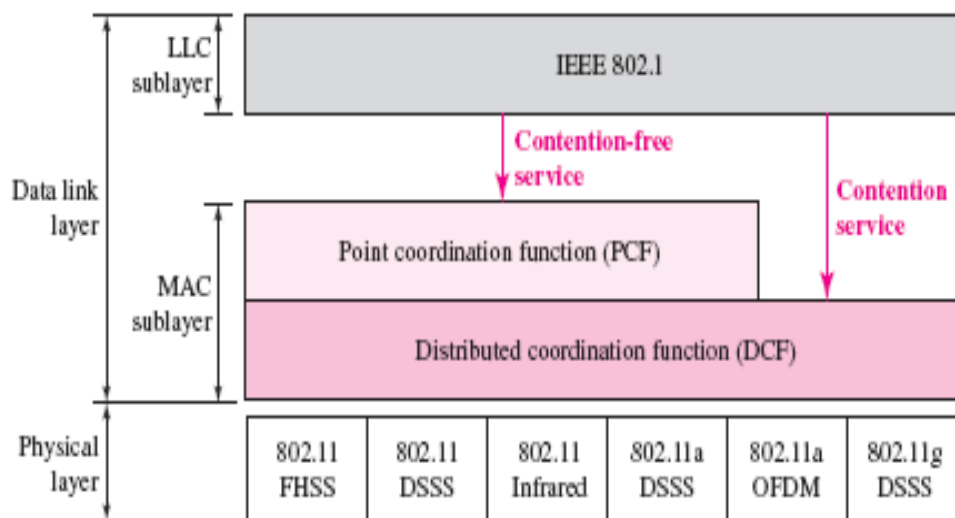 LLC
sublayer
IEEE 802.1
Contention-free
service
Data link
layer
Contention
service
Point coordination function (PCF)
MAC
sublayer
Distributed coordination function (DCF)
Physical
layer
802.11
FHSS
802.11
DSSS
802.11
Infrared
802.11a
DSSS
802.11a
OFDM
802.11g
DSSS